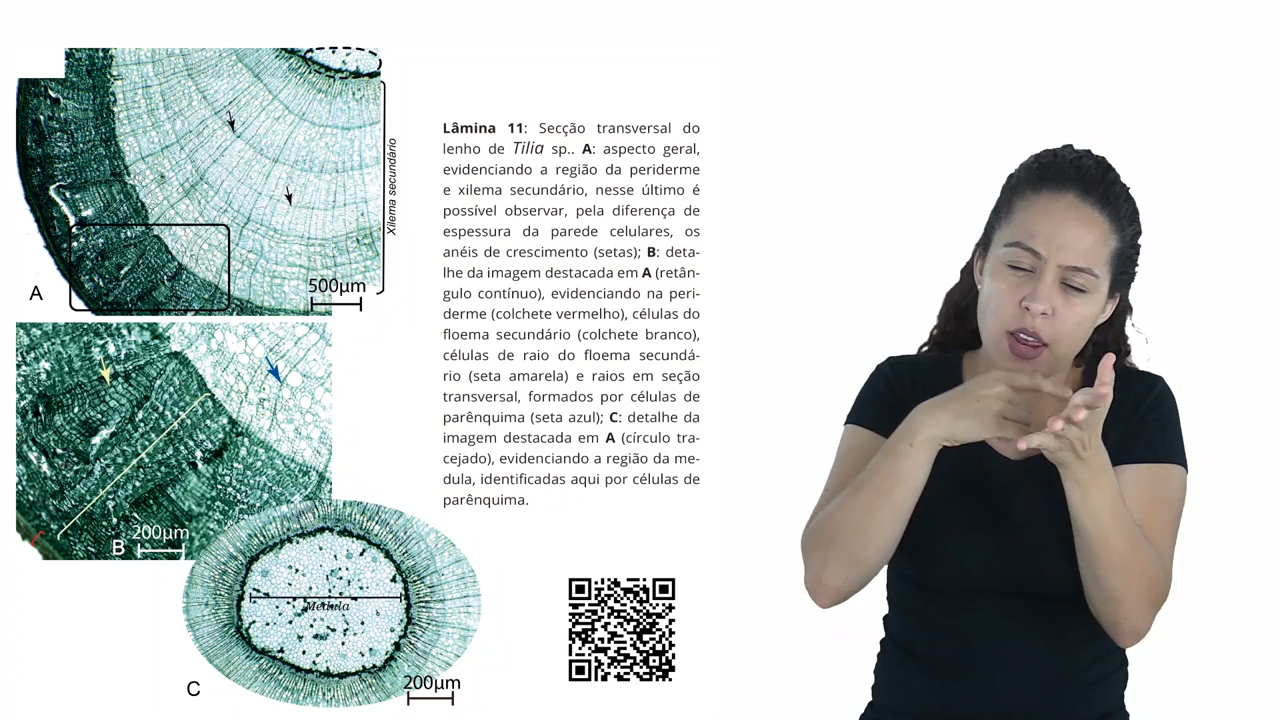 Xilema secundário
A
500µm
B
200µm
Medula
C
200µm
Lâmina 11: Secção transversal do
lenho de Tilia sp.. A: aspecto geral,
evidenciando a região da periderme
e xilema secundário, nesse último é
possível observar, pela diferença de
espessura da parede celulares, os
anéis de crescimento (setas); B: deta-
lhe da imagem destacada em A (retân-
gulo contínuo), evidenciando na peri-
derme (colchete vermelho), células do
floema secundário (colchete branco),
células de raio do floema secundá-
rio (seta amarela) e raios em seção
transversal, formados por células de
parênquima (seta azul); C: detalhe da
imagem destacada em A (círculo tra-
cejado), evidenciando a região da me-
dula, identificadas aqui por células de
parênquima.